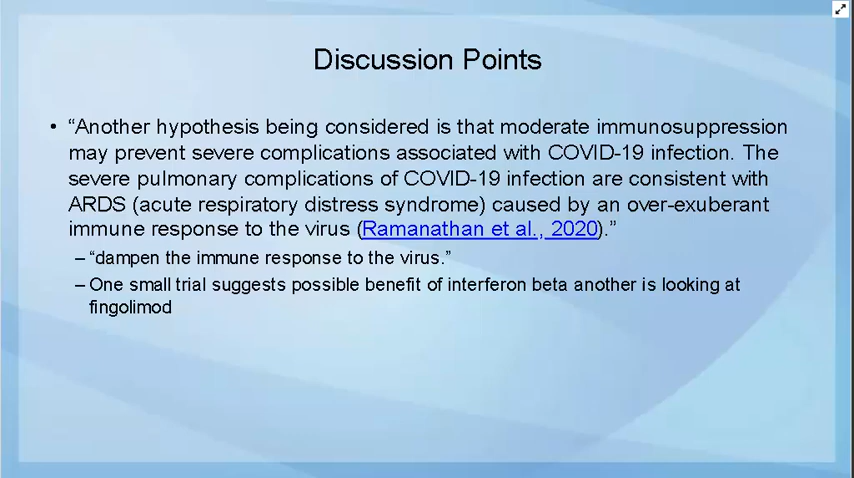 Discussion Points
• “Another hypothesis being considered is that moderate immunosuppression
may prevent severe complications associated with COVID-19 infection. The
severe pulmonary complications of COVID-19 infection are consistent with
ARDS (acute respiratory distress syndrome) caused by an over-exuberant
immune response to the virus (Ramanathan et al., 2020).”
– “dampen the immune response to the virus.”
– One small trial suggests possible benefit of interferon beta another is looking at
fingolimod